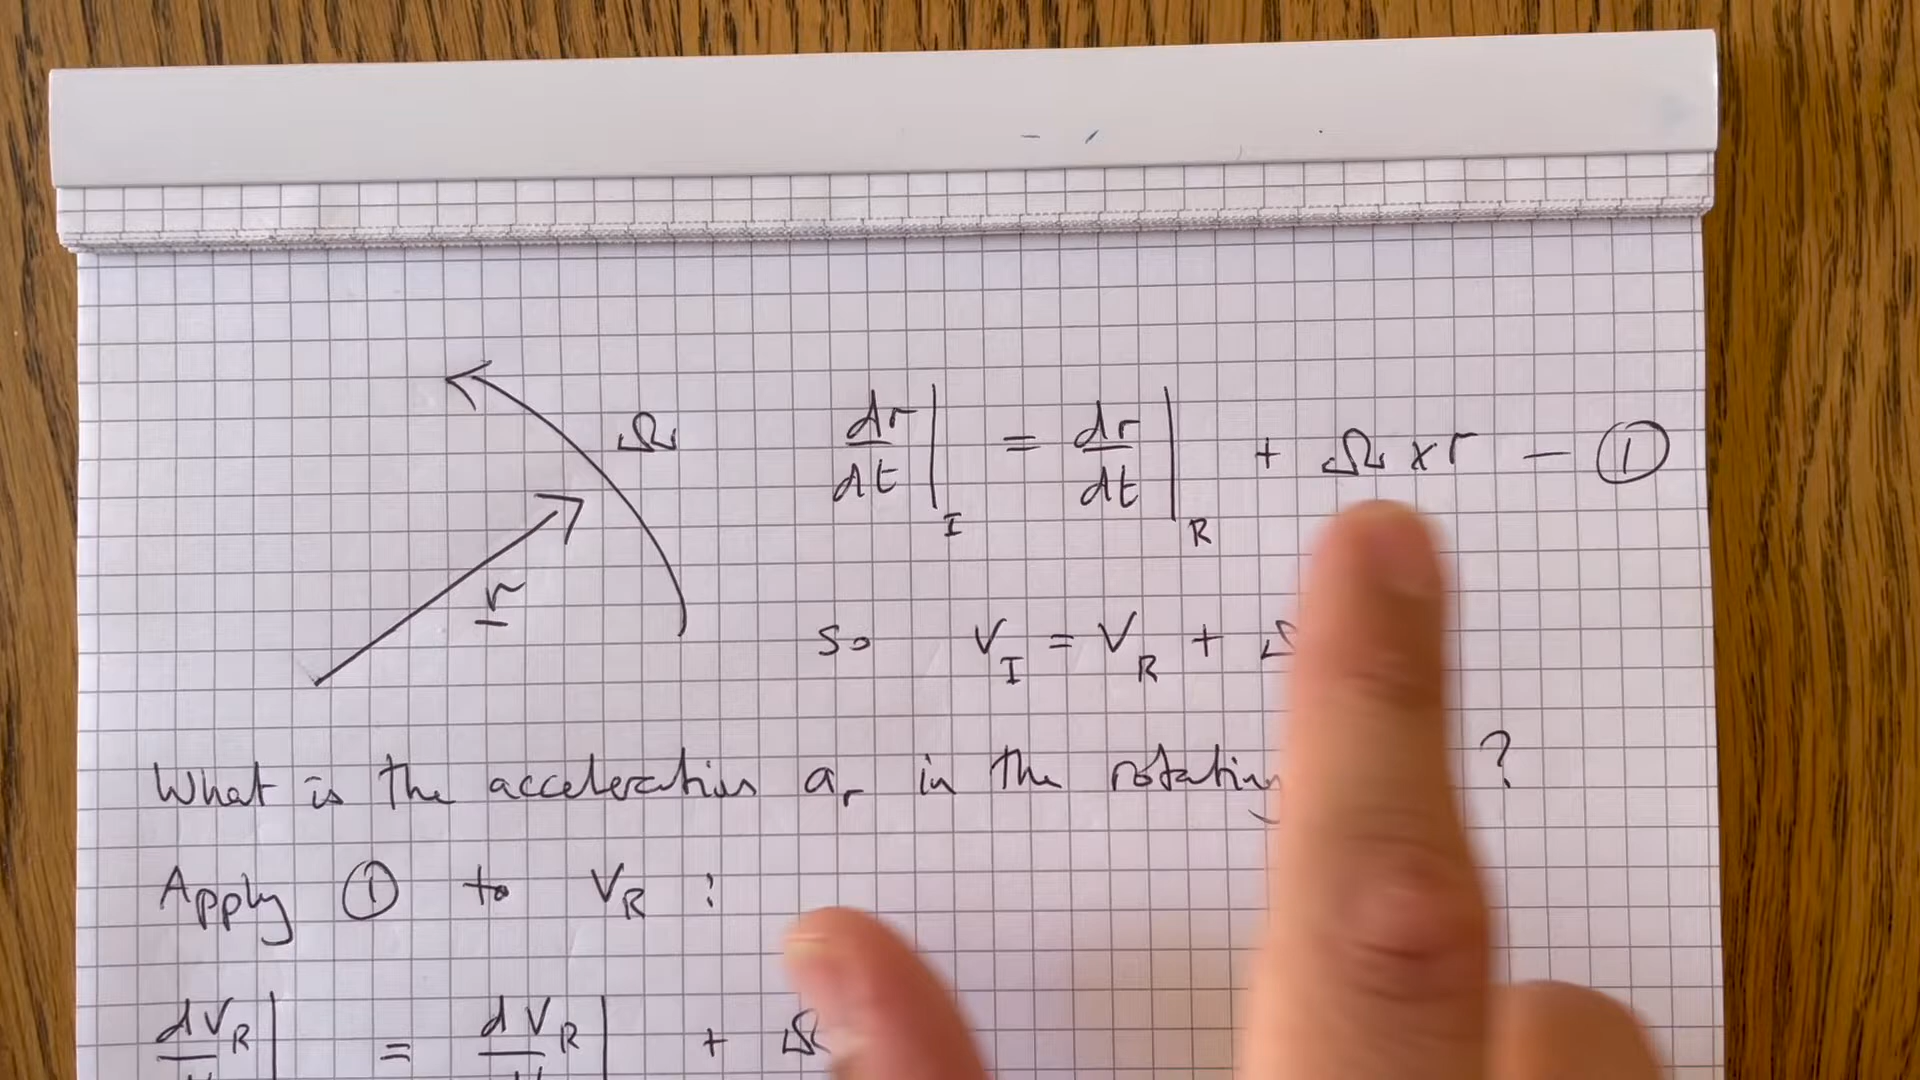 Ω
dr/dt|_I = dr/dt|_R + Ω × r — ①
r
so V_I = V_R +
What is the acceleration a_r in the rotating ?
Apply ① to V_R :
dV_R = dV_R + Ω